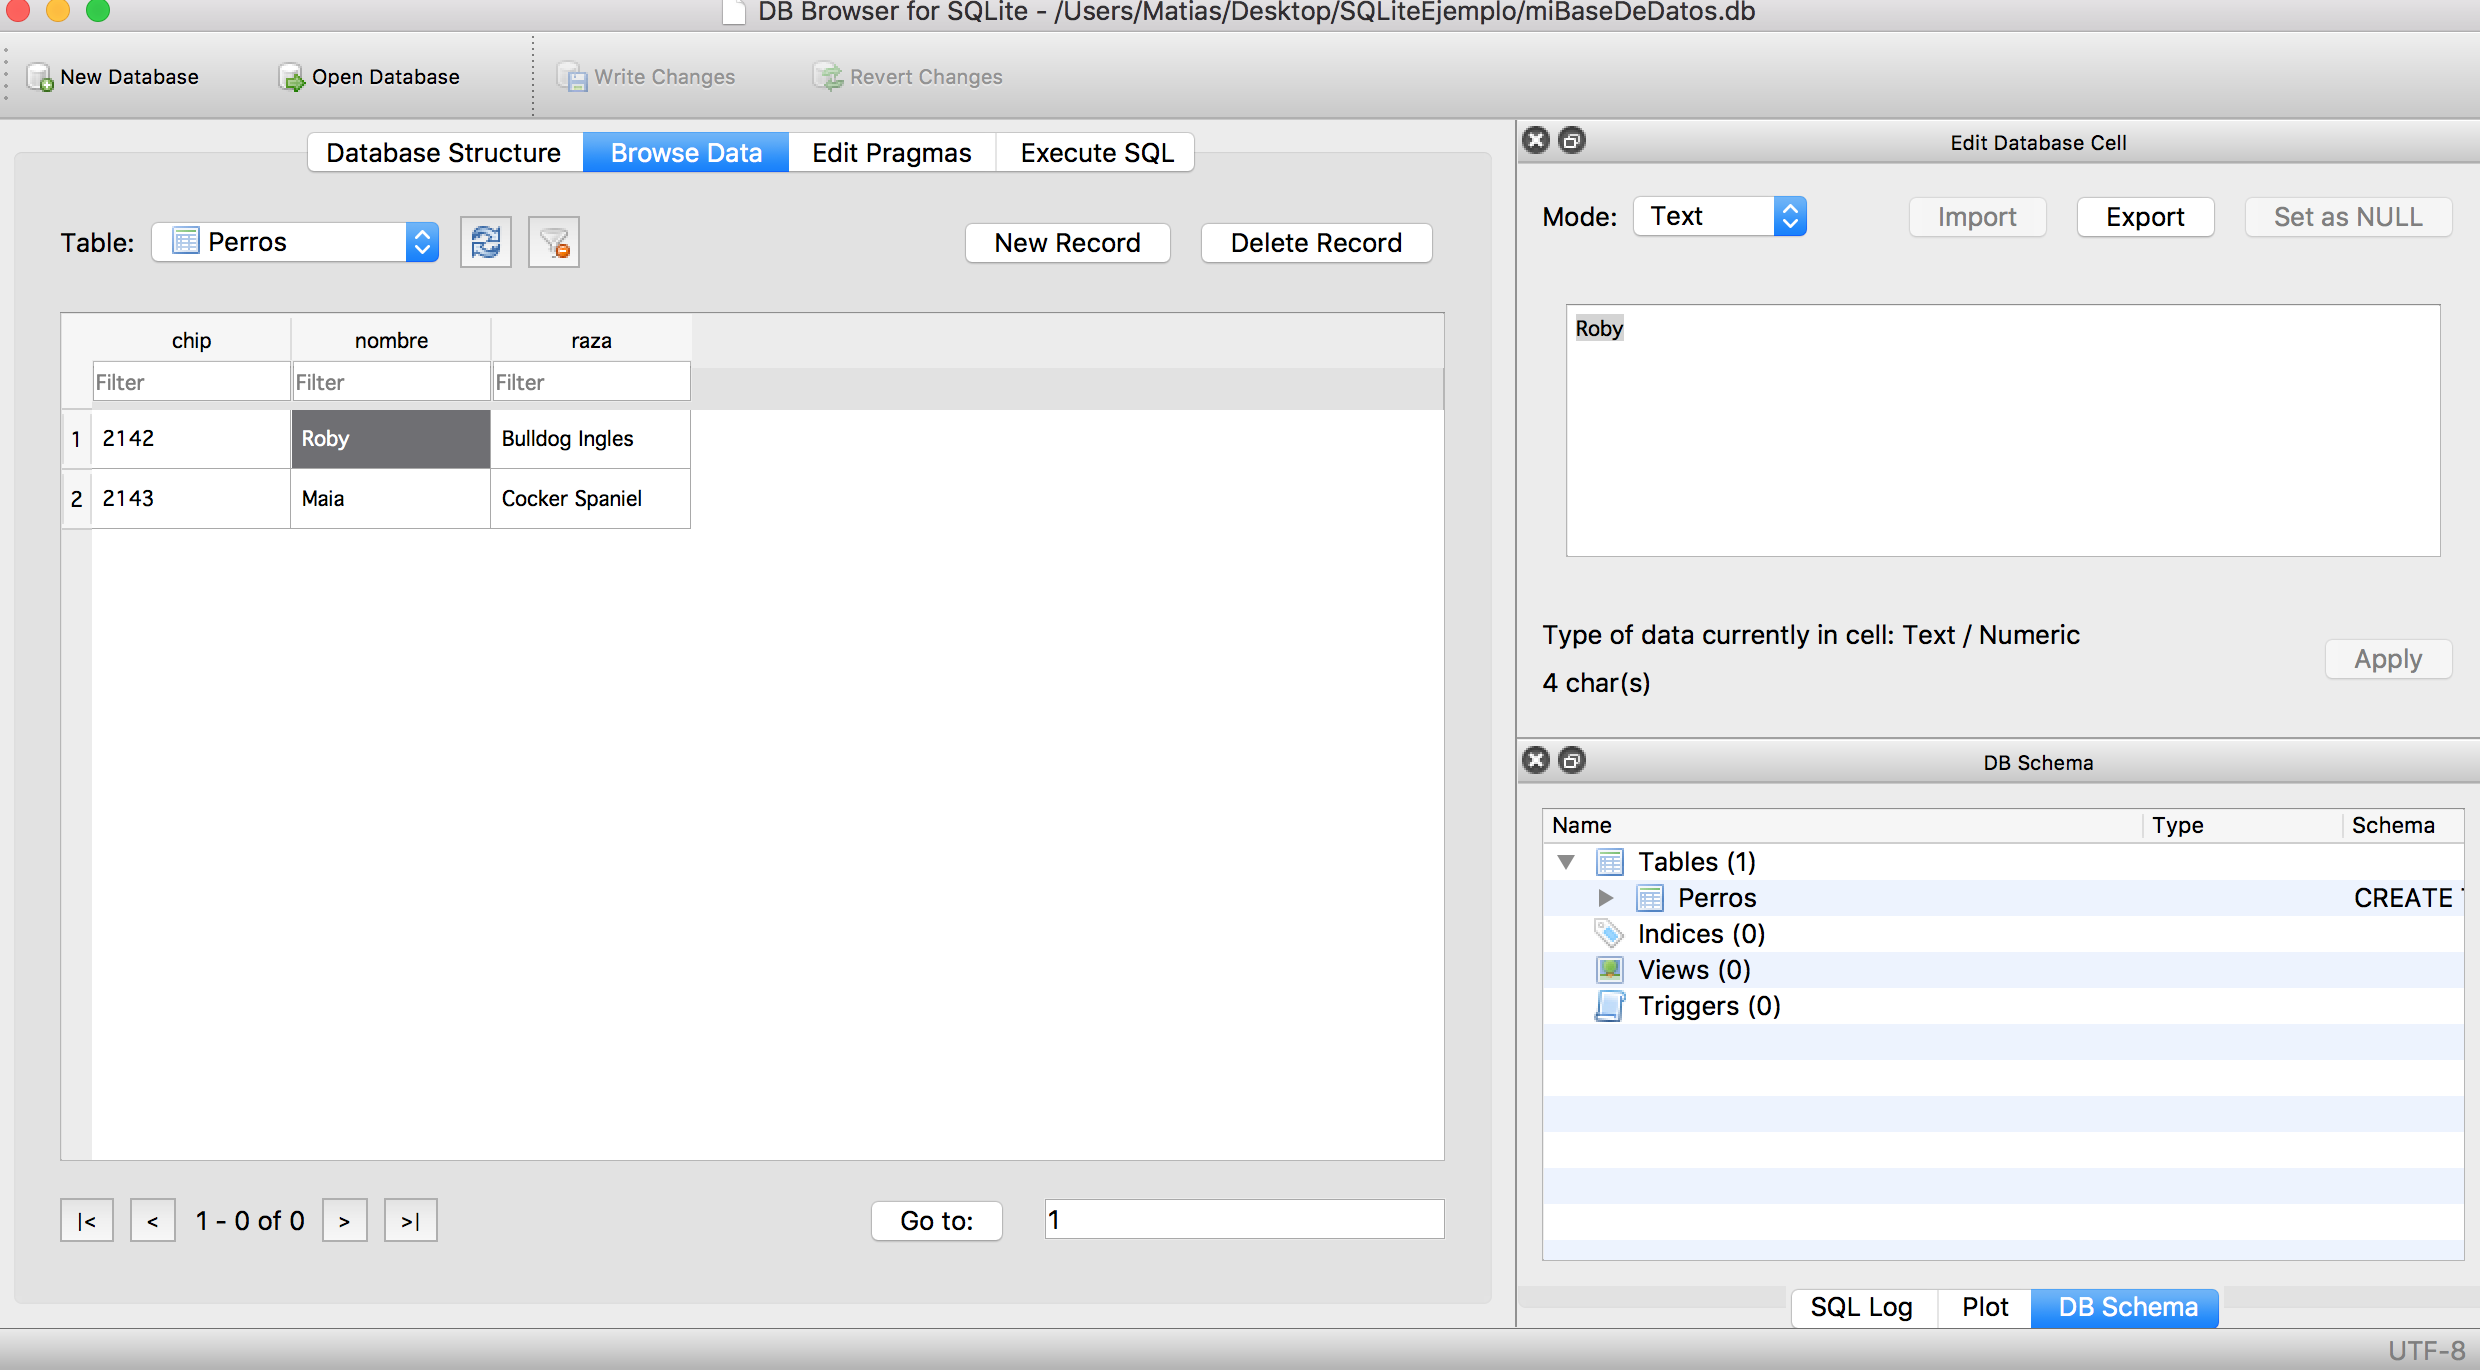 DB Browser for SQLite - /Users/Matias/Desktop/SQLiteEjemplo/miBaseDeDatos.db
New Database Open Database Write Changes Revert Changes
Database Structure Browse Data Edit Pragmas Execute SQL
Table: Perros New Record Delete Record
chip nombre raza
Filter Filter Filter
1 2142 Roby Bulldog Ingles
2 2143 Maia Cocker Spaniel
|< < 1 - 0 of 0 > >| Go to: 1
Edit Database Cell
Mode: Text Import Export Set as NULL
Roby
Type of data currently in cell: Text / Numeric
4 char(s)
Apply
DB Schema
Name Type Schema
Tables (1)
Perros CREATE
Indices (0)
Views (0)
Triggers (0)
SQL Log Plot DB Schema
UTF-8